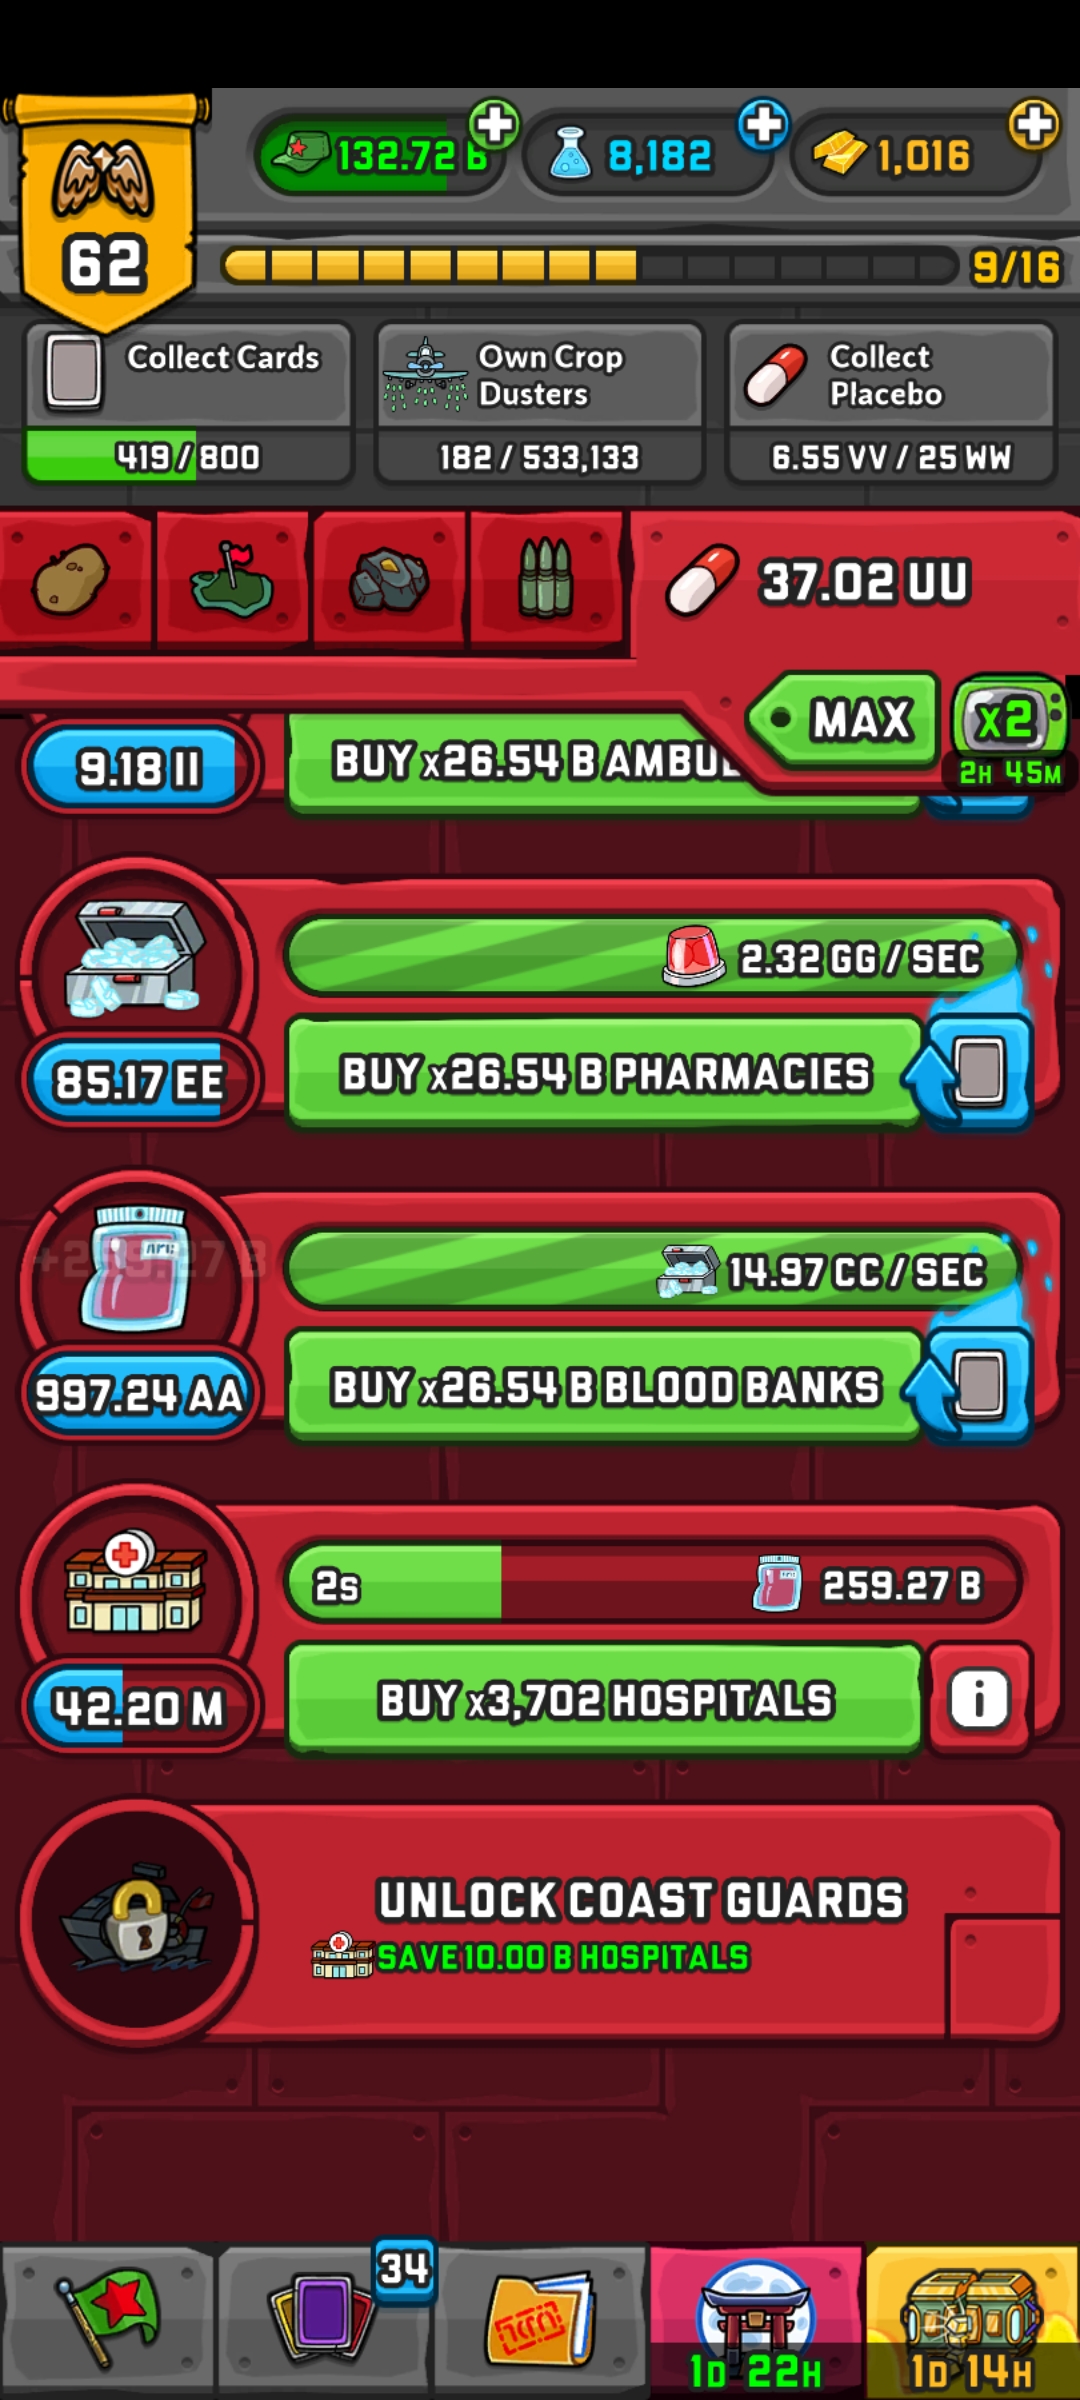 132.72 B
8,182
1,016
62
9/16
Collect Cards
419 / 800
Own Crop
Dusters
182 / 533,133
Collect
Placebo
6.55 VV / 25 WW
37.02 UU
MAX
X2
2H 45M
9.18 II
BUY x26.54 B AMBUL
2.32 GG / SEC
85.17 EE
BUY x26.54 B PHARMACIES
+259.27 B
14.97 CC / SEC
997.24 AA
BUY x26.54 B BLOOD BANKS
2s
259.27 B
42.20 M
BUY x3,702 HOSPITALS
i
UNLOCK COAST GUARDS
SAVE 10.00 B HOSPITALS
34
1D 22H
1D 14H